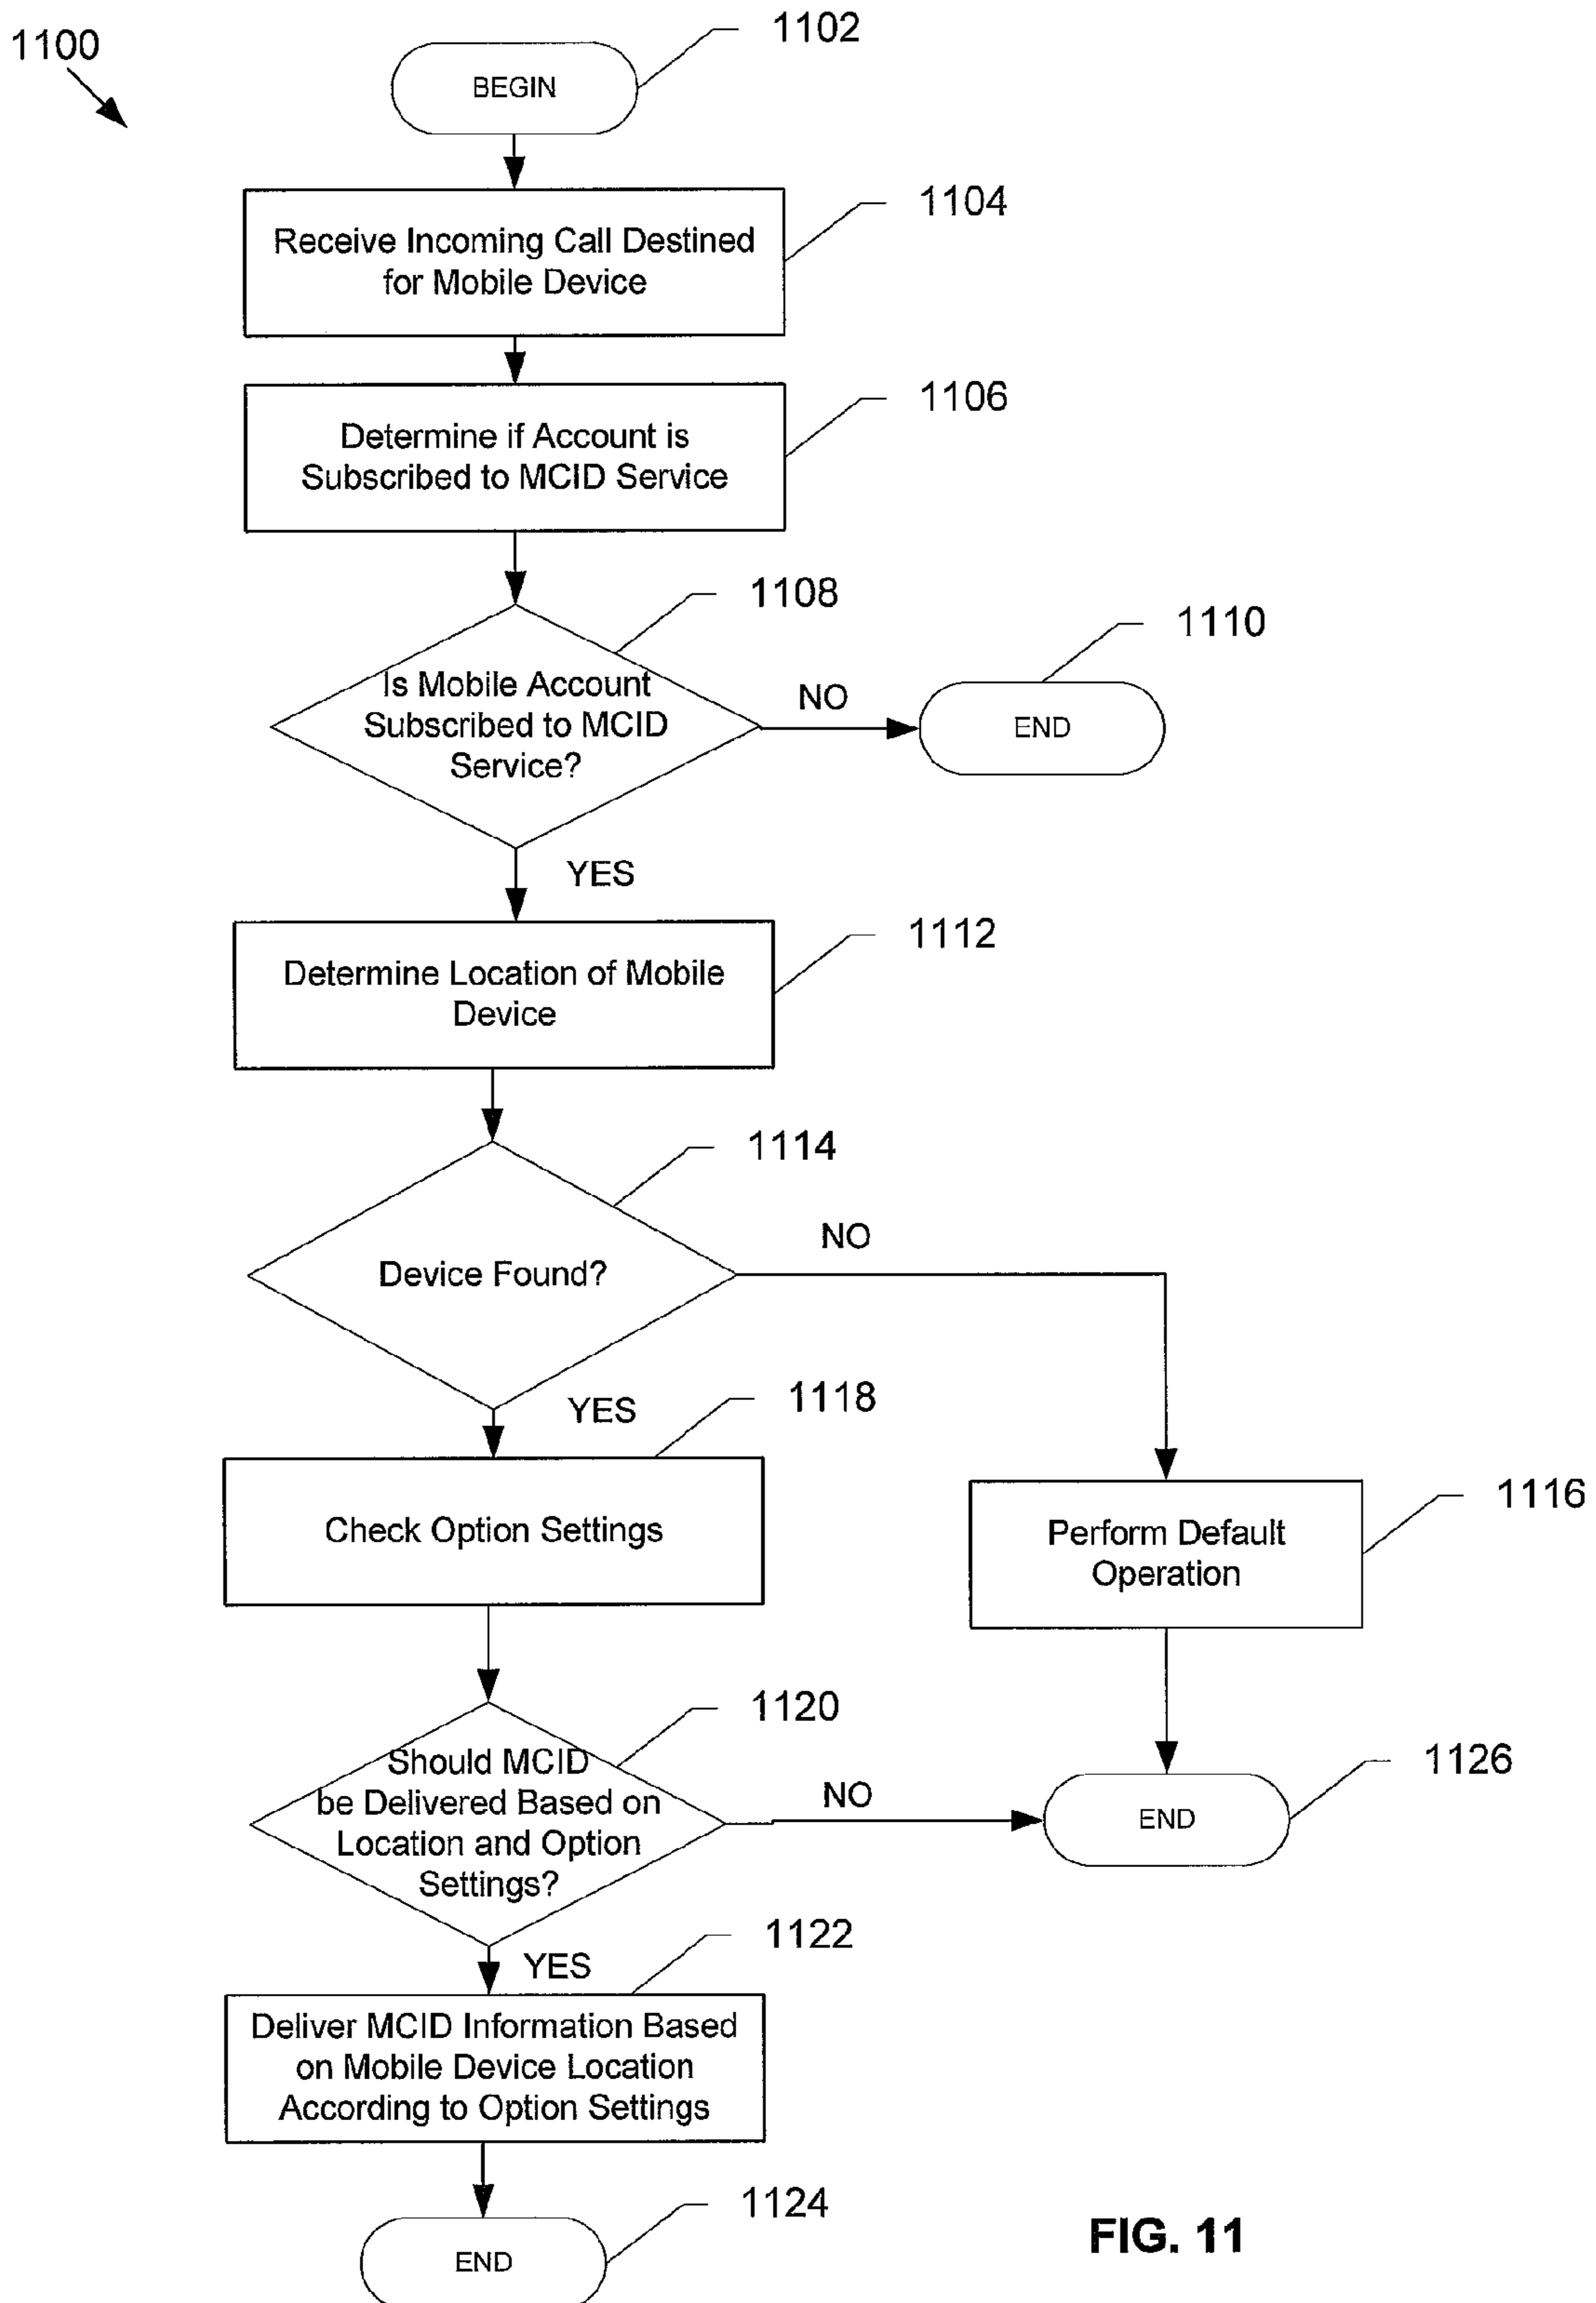 1100
1102
BEGIN
1104
Receive Incoming Call Destined
for Mobile Device
1106
Determine if Account is
Subscribed to MCID Service
1108
Is Mobile Account
Subscribed to MCID
Service?
NO
1110
END
YES
1112
Determine Location of Mobile
Device
1114
Device Found?
NO
YES
1118
Check Option Settings
1116
Perform Default
Operation
1120
Should MCID
be Delivered Based on
Location and Option
Settings?
NO
1126
END
YES
1122
Deliver MCID Information Based
on Mobile Device Location
According to Option Settings
1124
END
FIG. 11